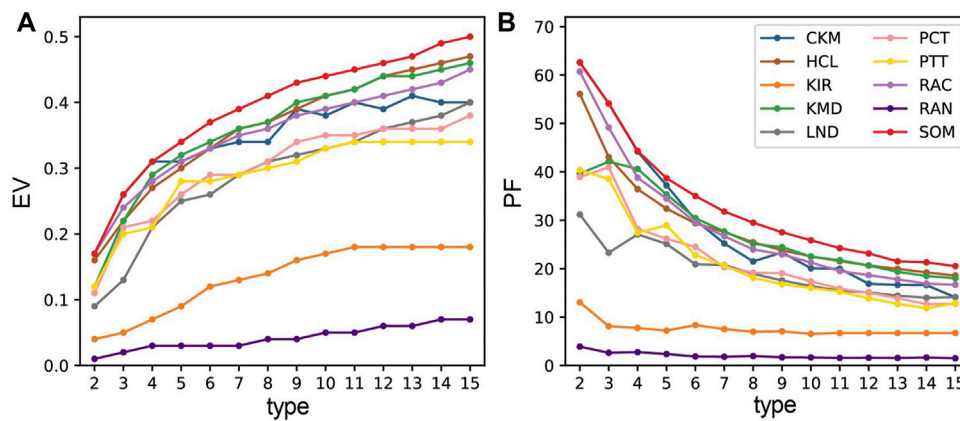 A
EV
0.5
0.4
0.3
0.2
0.1
0.0
2 3 4 5 6 7 8 9 10 11 12 13 14 15
type
B
PF
70
60
50
40
30
20
10
0
CKM PCT
HCL PTT
KIR RAC
KMD RAN
LND SOM
2 3 4 5 6 7 8 9 10 11 12 13 14 15
type